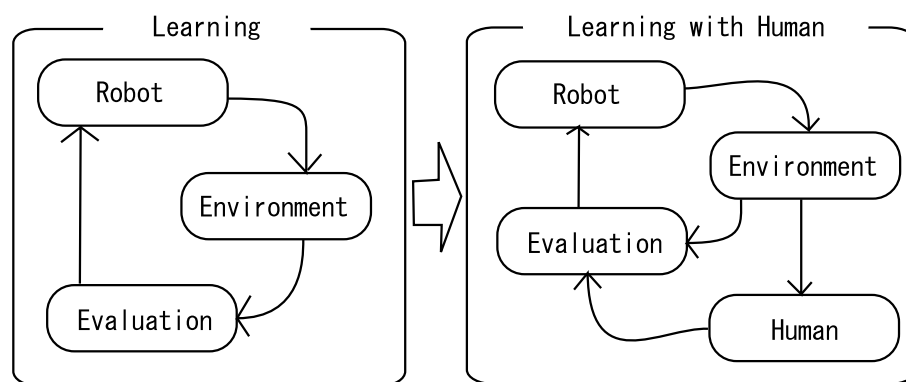 Learning
Robot
Environment
Evaluation
Learning with Human
Robot
Environment
Evaluation
Human